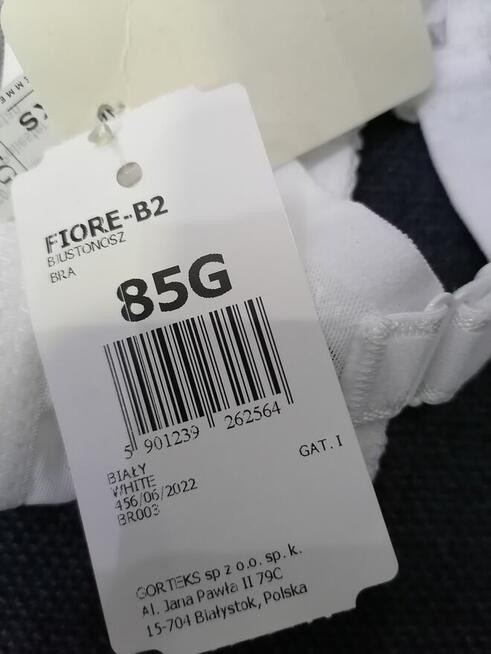 FIORE-B2
BIUSTONOSZ
BRA
85G
5 901239 262564
BIAŁY
WHITE
456/06/2022
BR003
GAT. I
GORTEKS sp z o.o. sp. k.
Al. Jana Pawła II 79C
15-704 Białystok, Polska